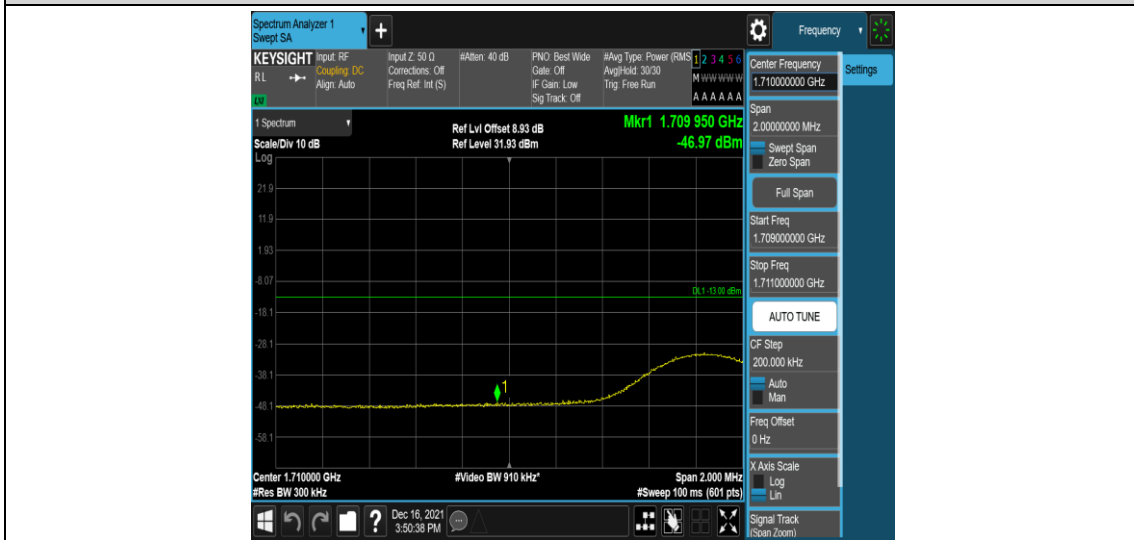 Spectrum Analyzer 1
Swept SA
+
Frequency
KEYSIGHT
RL
LXI
Input: RF
Coupling: DC
Align: Auto
Input Z: 50 Ω
Corrections: Off
Freq Ref: Int (S)
#Atten: 40 dB
PNO: Best Wide
Gate: Off
IF Gain: Low
Sig Track: Off
#Avg Type: Power (RMS
Avg|Hold: 30/30
Trig: Free Run
1 2 3 4 5 6
M W W W W W
A A A A A A
Center Frequency
1.710000000 GHz
Settings
1 Spectrum
Scale/Div 10 dB
Log
Ref Lvl Offset 8.93 dB
Ref Level 31.93 dBm
Mkr1 1.709 950 GHz
-46.97 dBm
21.9
11.9
1.93
-8.07
-18.1
-28.1
-38.1
-48.1
-58.1
DL1 -13.00 dBm
1
Center 1.710000 GHz
#Res BW 300 kHz
#Video BW 910 kHz*
Span 2.000 MHz
#Sweep 100 ms (601 pts)
Span
2.00000000 MHz
Swept Span
Zero Span
Full Span
Start Freq
1.709000000 GHz
Stop Freq
1.711000000 GHz
AUTO TUNE
CF Step
200.000 kHz
Auto
Man
Freq Offset
0 Hz
X Axis Scale
Log
Lin
Signal Track
(Span Zoom)
?
Dec 16, 2021
3:50:38 PM